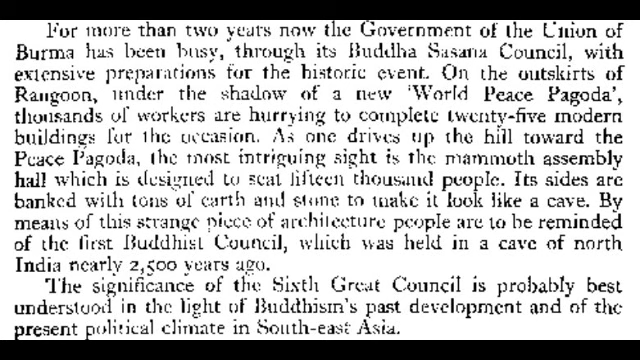 For more than two years now the Government of the Union of
Burma has been busy, through its Buddha Sasana Council, with
extensive preparations for the historic event. On the outskirts of
Rangoon, under the shadow of a new 'World Peace Pagoda',
thousands of workers are hurrying to complete twenty-five modern
buildings for the occasion. As one drives up the hill toward the
Peace Pagoda, the most intriguing sight is the mammoth assembly
hall which is designed to seat fifteen thousand people. Its sides are
banked with tons of earth and stone to make it look like a cave. By
means of this strange piece of architecture people are to be reminded
of the first Buddhist Council, which was held in a cave of north
India nearly 2,500 years ago.
The significance of the Sixth Great Council is probably best
understood in the light of Buddhism's past development and of the
present political climate in South-east Asia.